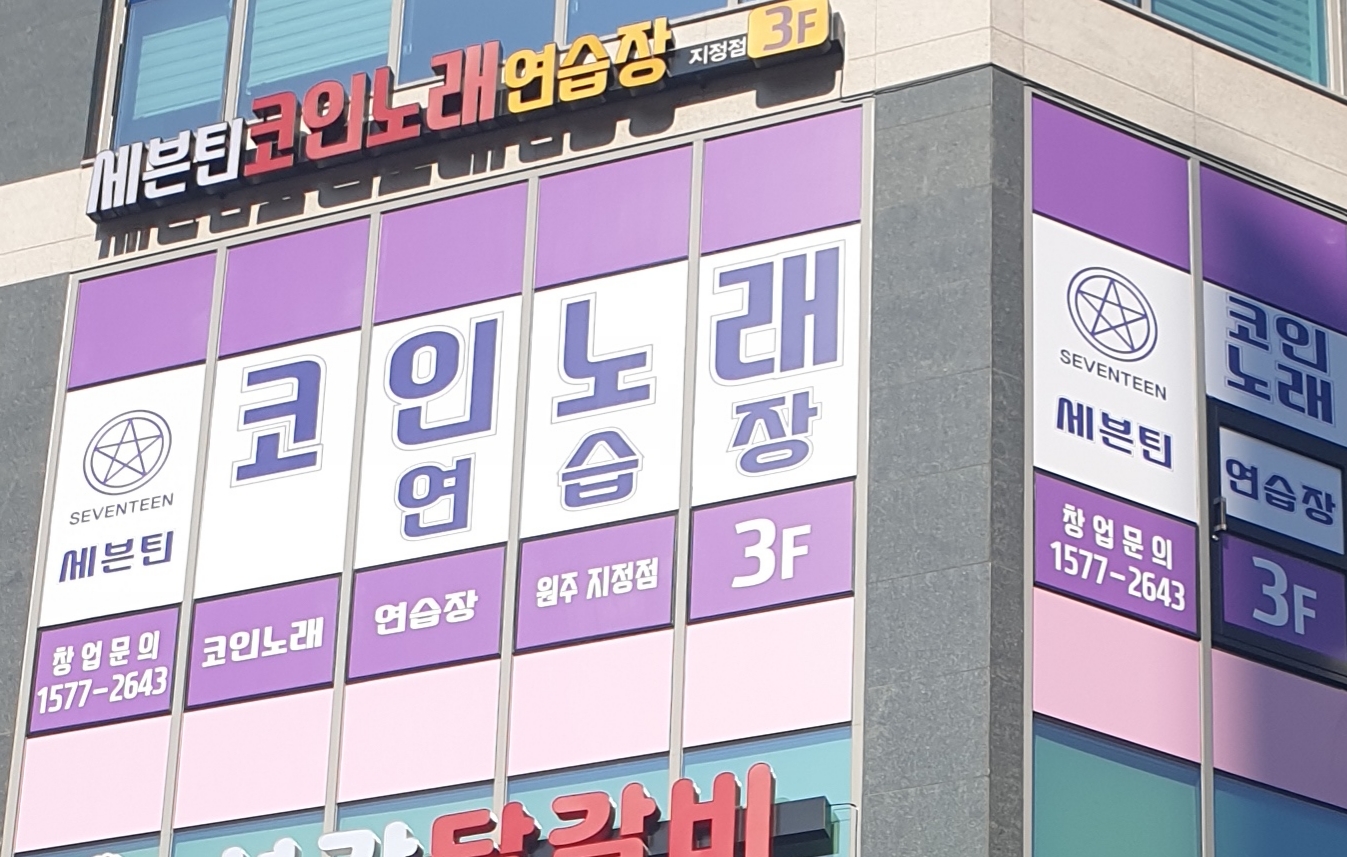 세븐틴코인노래연습장 지정점 3F
SEVENTEEN
세븐틴
창업문의
1577-2643
코인노래
연습장
코인노래
연습장
원주 지정점
3F
SEVENTEEN
세븐틴
창업문의
1577-2643
코인
노래
연습장
3F
닭갈비